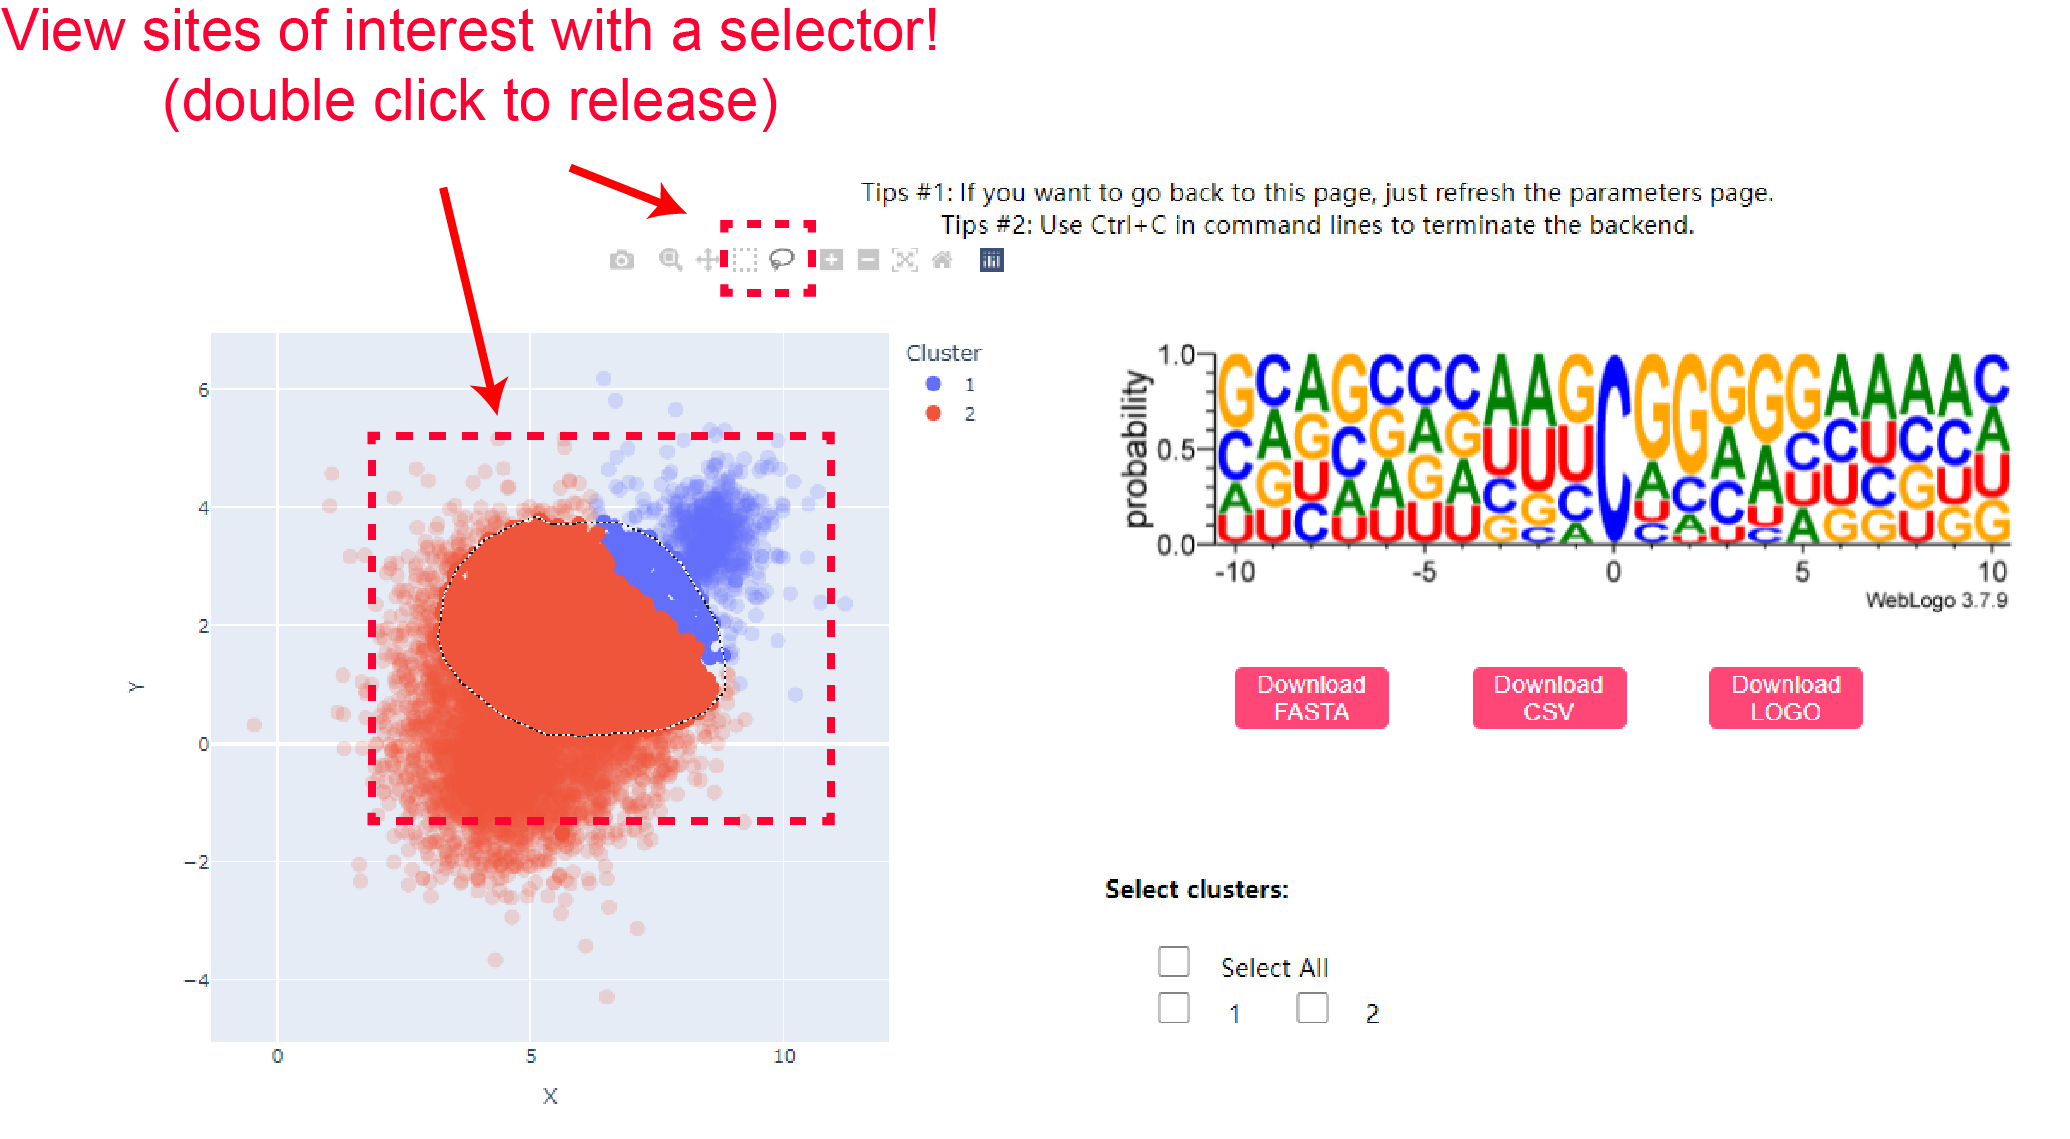 View sites of interest with a selector!
(double click to release)
Tips #1: If you want to go back to this page, just refresh the parameters page.
Tips #2: Use Ctrl+C in command lines to terminate the backend.
Cluster
1
2
6
4
2
0
−2
−4
Y
0 5 10
X
probability
1.0
0.5
0.0
GCAGCCCAAGCGGGGGAAAAC
CAGCGAGUUUAGAACCUCCA
AGUAAGACGCUCCAUUCGUU
UUCUUUUGCACAUUCAGGUGG
-10 -5 0 5 10
WebLogo 3.7.9
Download
FASTA
Download
CSV
Download
LOGO
Select clusters:
Select All
1 2